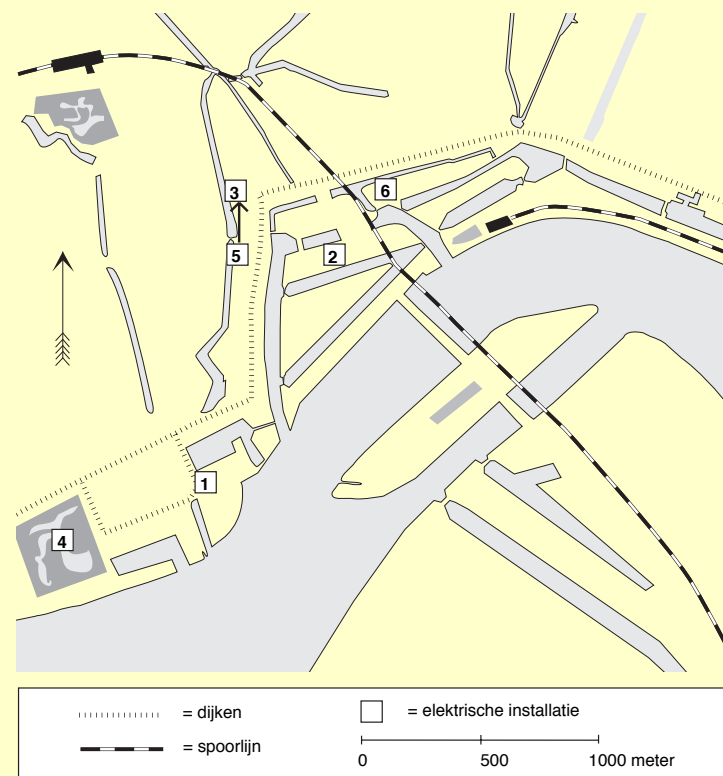 3
6
5
2
1
4
= dijken
= elektrische installatie
= spoorlijn
0 500 1000 meter